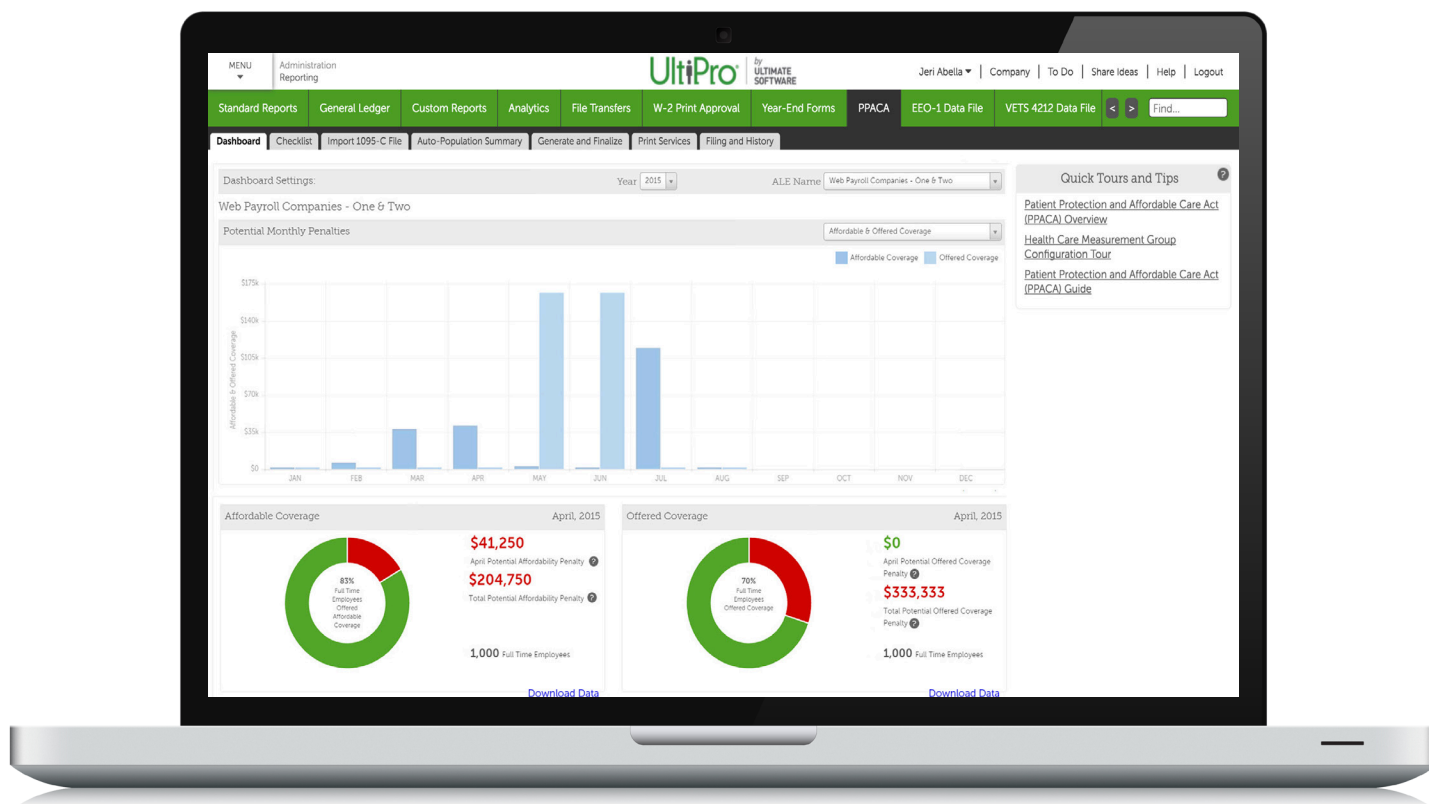 MENU
Administration
Reporting
UltiPro
by
ULTIMATE
SOFTWARE
Jeri Abella | Company | To Do | Share Ideas | Help | Logout
Standard Reports General Ledger Custom Reports Analytics File Transfers W-2 Print Approval Year-End Forms PPACA EEO-1 Data File VETS 4212 Data File < > Find...
Dashboard Checklist Import 1095-C File Auto-Population Summary Generate and Finalize Print Services Filing and History
Dashboard Settings: Year 2015 ALE Name Web Payroll Companies - One & Two
Web Payroll Companies - One & Two
Potential Monthly Penalties Affordable & Offered Coverage
Affordable Coverage Offered Coverage
Affordable & Offered Coverage
$175k
$140k
$105k
$70k
$35k
$0
JAN FEB MAR APR MAY JUN JUL AUG SEP OCT NOV DEC
Quick Tours and Tips ?
Patient Protection and Affordable Care Act
(PPACA) Overview
Health Care Measurement Group
Configuration Tour
Patient Protection and Affordable Care Act
(PPACA) Guide
Affordable Coverage April, 2015
83%
Full Time
Employees
Offered
Affordable
Coverage
$41,250
April Potential Affordability Penalty ?
$204,750
Total Potential Affordability Penalty ?
1,000 Full Time Employees
Download Data
Offered Coverage April, 2015
70%
Full Time
Employees
Offered Coverage
$0
April Potential Offered Coverage
Penalty ?
$333,333
Total Potential Offered Coverage
Penalty ?
1,000 Full Time Employees
Download Data